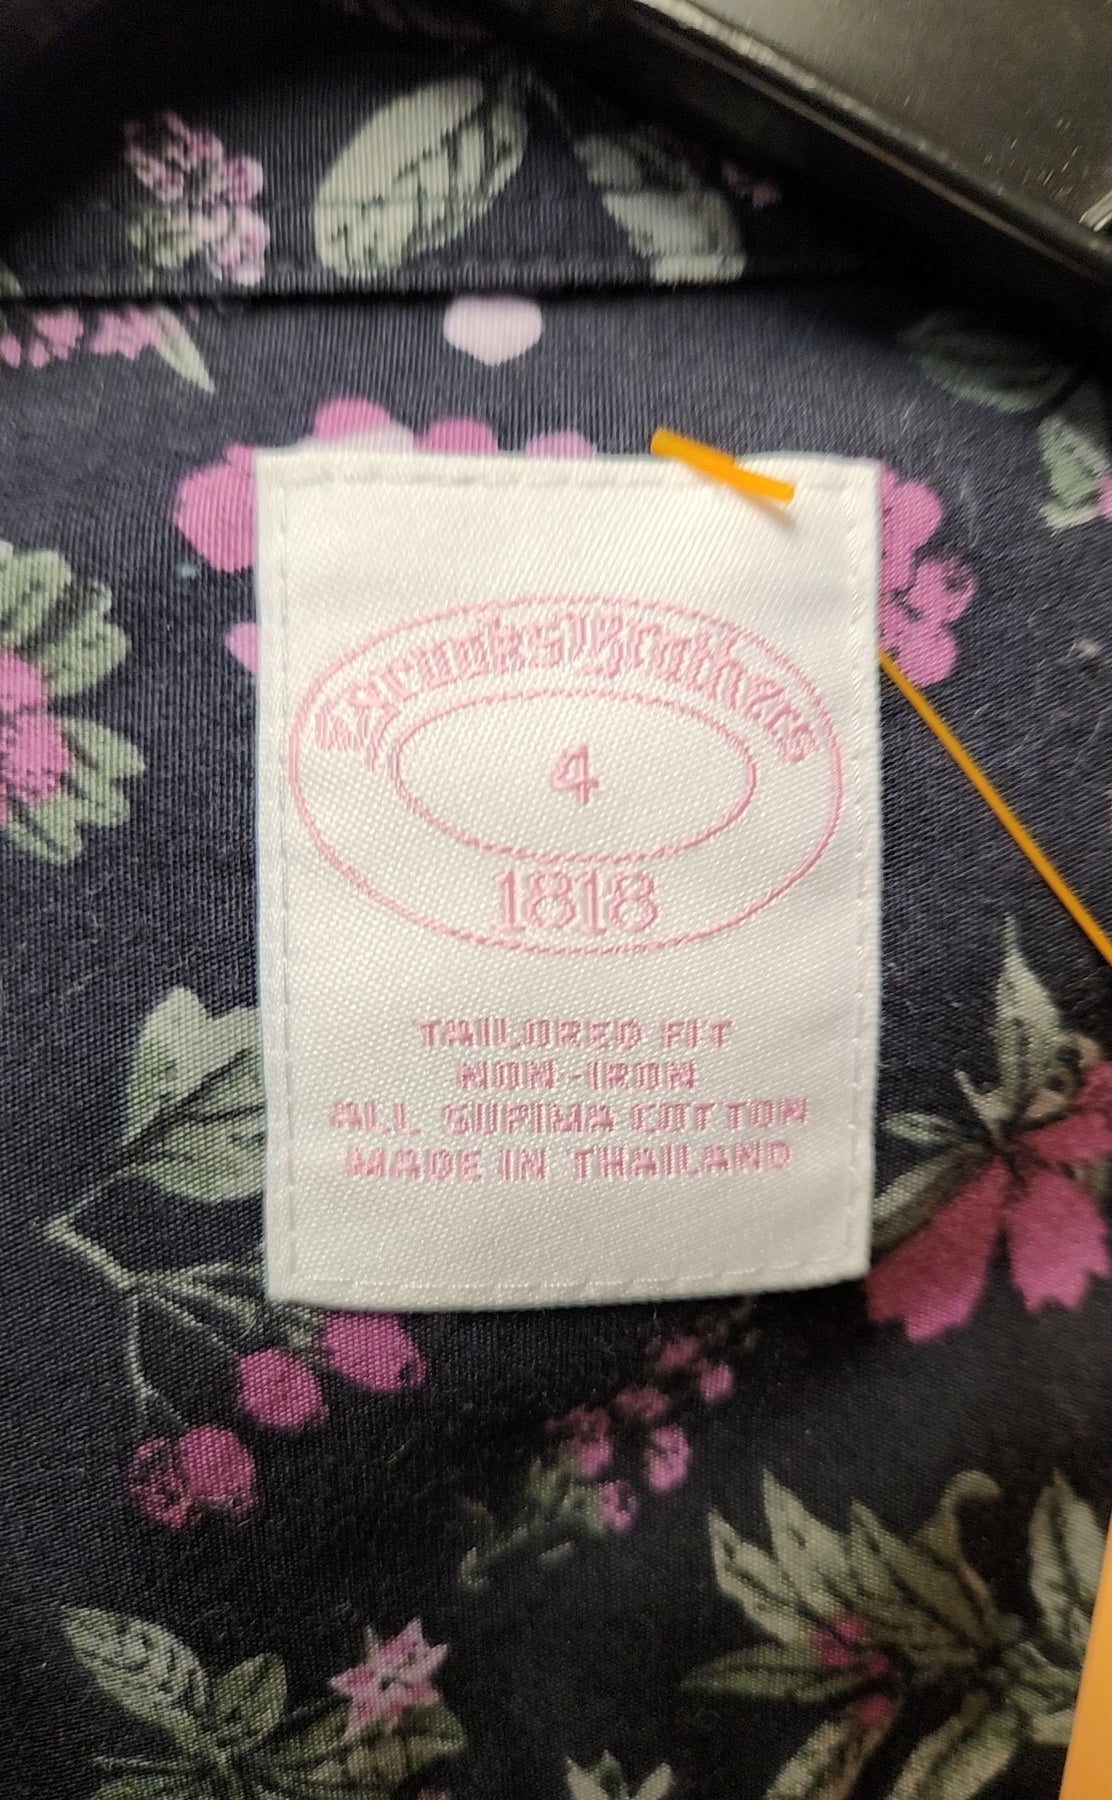 Brooks Brothers
4
1818
TAILORED FIT
NON-IRON
ALL SUPIMA COTTON
MADE IN THAILAND